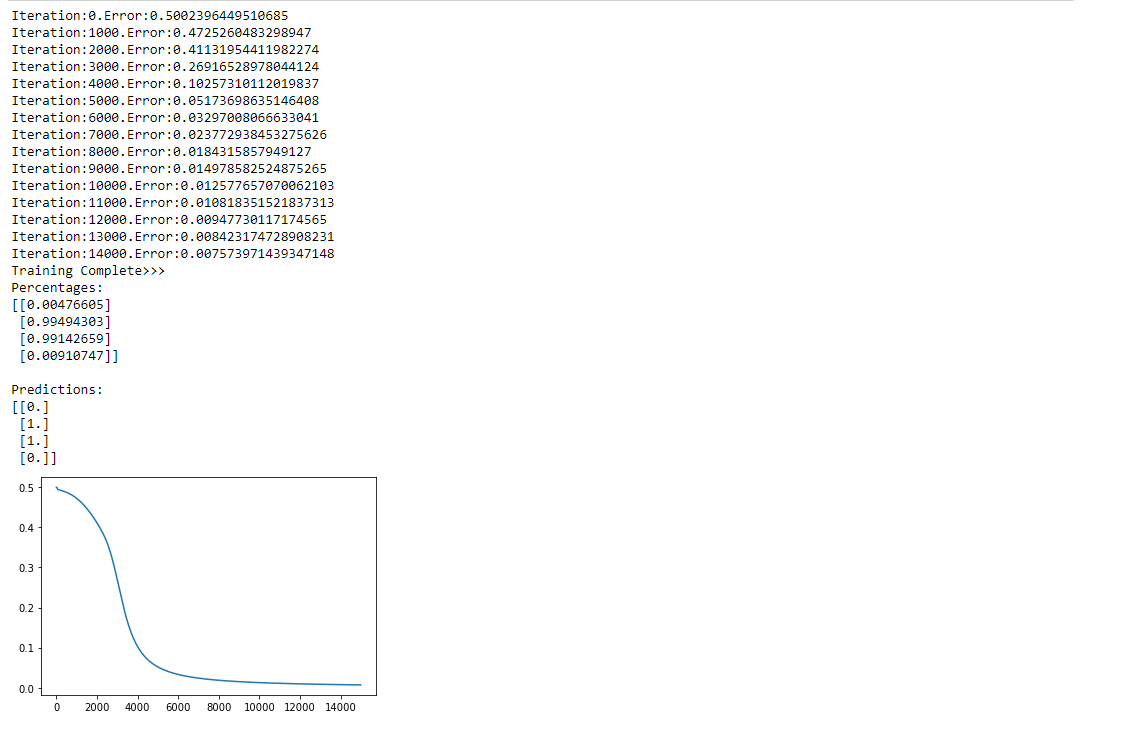 Iteration:0.Error:0.5002396449510685
Iteration:1000.Error:0.4725260483298947
Iteration:2000.Error:0.41131954411982274
Iteration:3000.Error:0.26916528978044124
Iteration:4000.Error:0.10257310112019837
Iteration:5000.Error:0.05173698635146408
Iteration:6000.Error:0.03297008066633041
Iteration:7000.Error:0.023772938453275626
Iteration:8000.Error:0.0184315857949127
Iteration:9000.Error:0.014978582524875265
Iteration:10000.Error:0.012577657070062103
Iteration:11000.Error:0.010818351521837313
Iteration:12000.Error:0.00947730117174565
Iteration:13000.Error:0.008423174728908231
Iteration:14000.Error:0.007573971439347148
Training Complete>>>
Percentages:
[[0.00476605]
[0.99494303]
[0.99142659]
[0.00910747]]
Predictions:
[[0.]
[1.]
[1.]
[0.]]
0.5
0.4
0.3
0.2
0.1
0.0
0 2000 4000 6000 8000 10000 12000 14000